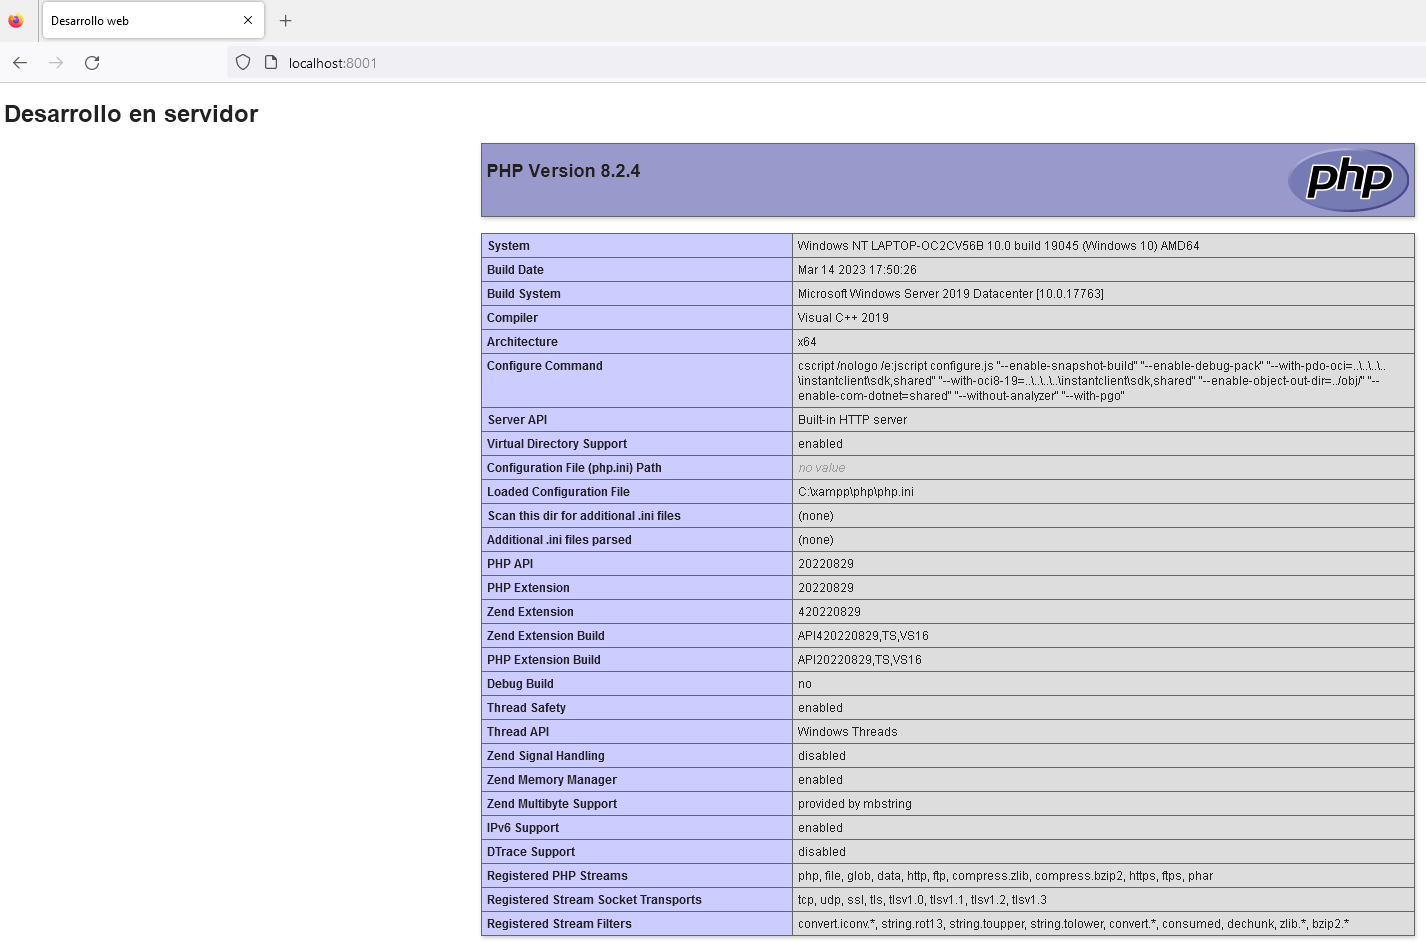 Desarrollo web
localhost:8001
Desarrollo en servidor
PHP Version 8.2.4
php
System Windows NT LAPTOP-OC2CV56B 10.0 build 19045 (Windows 10) AMD64
Build Date Mar 14 2023 17:50:26
Build System Microsoft Windows Server 2019 Datacenter [10.0.17763]
Compiler Visual C++ 2019
Architecture x64
Configure Command cscript /nologo /e:jscript configure.js "--enable-snapshot-build" "--enable-debug-pack" "--with-pdo-oci=..\..\..\..
\instantclient\sdk,shared" "--with-oci8-19=..\..\..\..\instantclient\sdk,shared" "--enable-object-out-dir=../obj/" "--
enable-com-dotnet=shared" "--without-analyzer" "--with-pgo"
Server API Built-in HTTP server
Virtual Directory Support enabled
Configuration File (php.ini) Path no value
Loaded Configuration File C:\xampp\php\php.ini
Scan this dir for additional .ini files (none)
Additional .ini files parsed (none)
PHP API 20220829
PHP Extension 20220829
Zend Extension 420220829
Zend Extension Build API420220829,TS,VS16
PHP Extension Build API20220829,TS,VS16
Debug Build no
Thread Safety enabled
Thread API Windows Threads
Zend Signal Handling disabled
Zend Memory Manager enabled
Zend Multibyte Support provided by mbstring
IPv6 Support enabled
DTrace Support disabled
Registered PHP Streams php, file, glob, data, http, ftp, compress.zlib, compress.bzip2, https, ftps, phar
Registered Stream Socket Transports tcp, udp, ssl, tls, tlsv1.0, tlsv1.1, tlsv1.2, tlsv1.3
Registered Stream Filters convert.iconv.*, string.rot13, string.toupper, string.tolower, convert.*, consumed, dechunk, zlib.*, bzip2.*